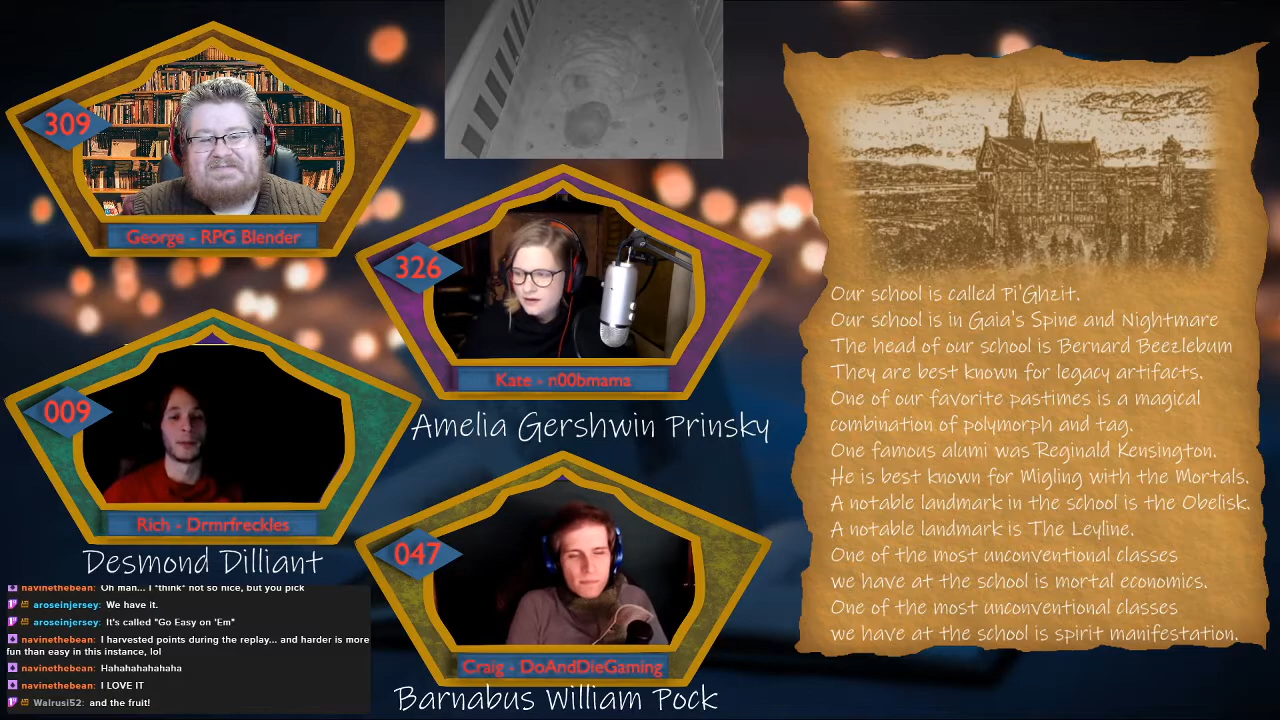 309
George - RPG Blender
326
Kate - n00bmama
Amelia Gershwin Prinsky
009
Rich - Drmrfreckles
Desmond Dilliant
047
Craig - DoAndDieGaming
Barnabus William Pock
navinethebean: Oh man... I *think* not so nice, but you pick
aroseinjersey: We have it.
aroseinjersey: It's called "Go Easy on 'Em"
navinethebean: I harvested points during the replay... and harder is more
fun than easy in this instance, lol
navinethebean: Hahahahahahaha
navinethebean: I LOVE IT
Walrusi52: and the fruit!
Our school is called Pi'Ghzit.
Our school is in Gaia's Spine and Nightmare
The head of our school is Bernard Beezlebum
They are best known for legacy artifacts.
One of our favorite pastimes is a magical
combination of polymorph and tag.
One famous alumi was Reginald Kensington.
He is best known for Migling with the Mortals.
A notable landmark in the school is the Obelisk.
A notable landmark is The Leyline.
One of the most unconventional classes
we have at the school is mortal economics.
One of the most unconventional classes
we have at the school is spirit manifestation.